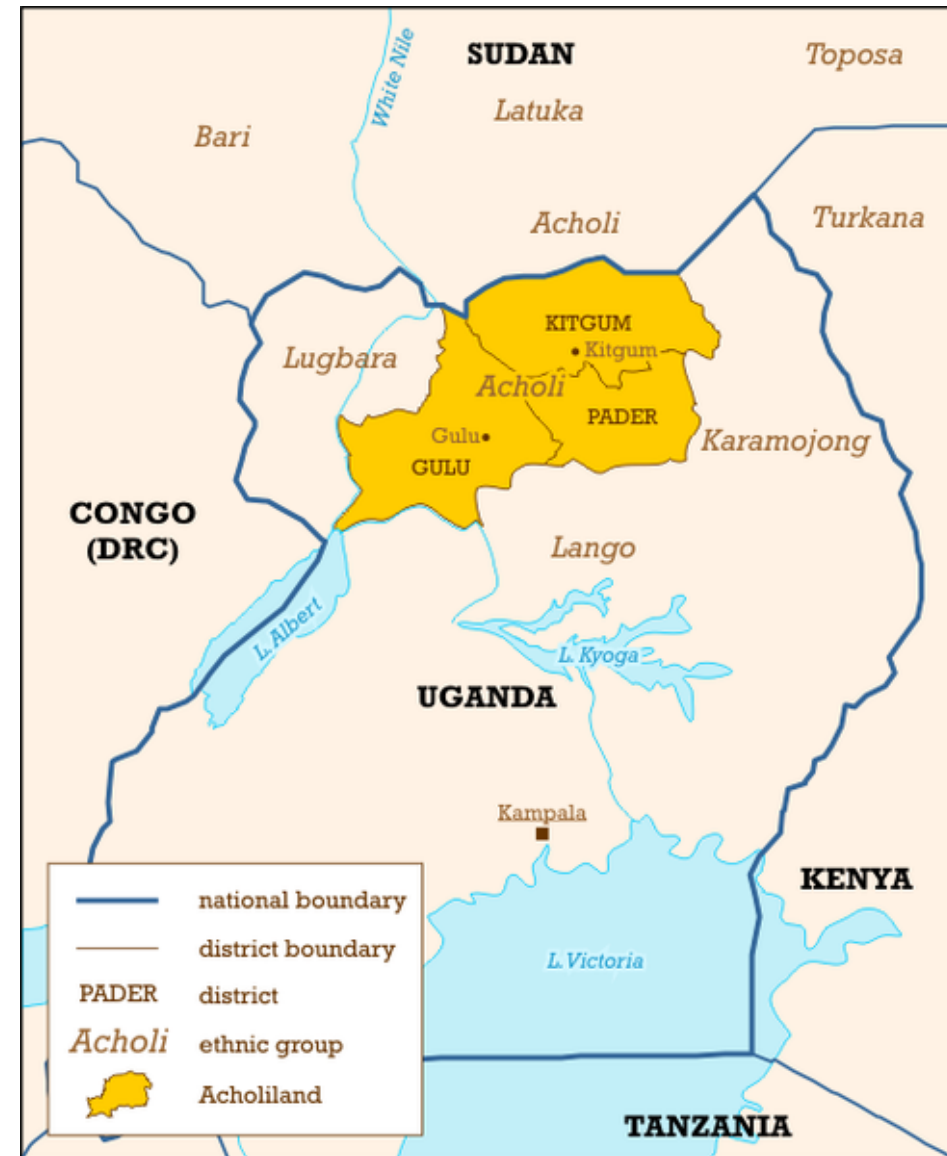 SUDAN
Toposa
White Nile
Latuka
Bari
Acholi
Turkana
KITGUM
Kitgum
Lugbara
Acholi
PADER
Gulu
GULU
Karamojong
CONGO
(DRC)
Lango
L. Albert
L. Kyoga
UGANDA
Kampala
KENYA
L. Victoria
TANZANIA
national boundary
district boundary
PADER district
Acholi ethnic group
Acholiland